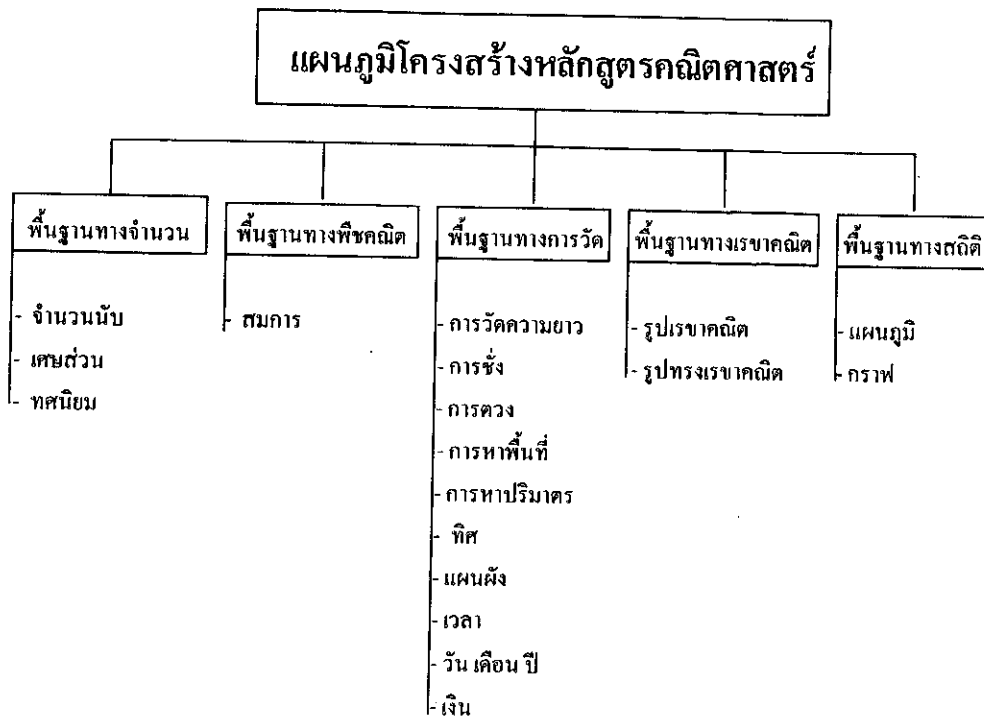 แผนภูมิโครงสร้างหลักสูตรคณิตศาสตร์
พื้นฐานทางจำนวน
- จำนวนนับ
- เศษส่วน
- ทศนิยม
พื้นฐานทางพีชคณิต
- สมการ
พื้นฐานทางการวัด
- การวัดความยาว
- การชั่ง
- การตวง
- การหาพื้นที่
- การหาปริมาตร
- ทิศ
- แผนผัง
- เวลา
- วัน เดือน ปี
- เงิน
พื้นฐานทางเรขาคณิต
- รูปเรขาคณิต
- รูปทรงเรขาคณิต
พื้นฐานทางสถิติ
- แผนภูมิ
- กราฟ